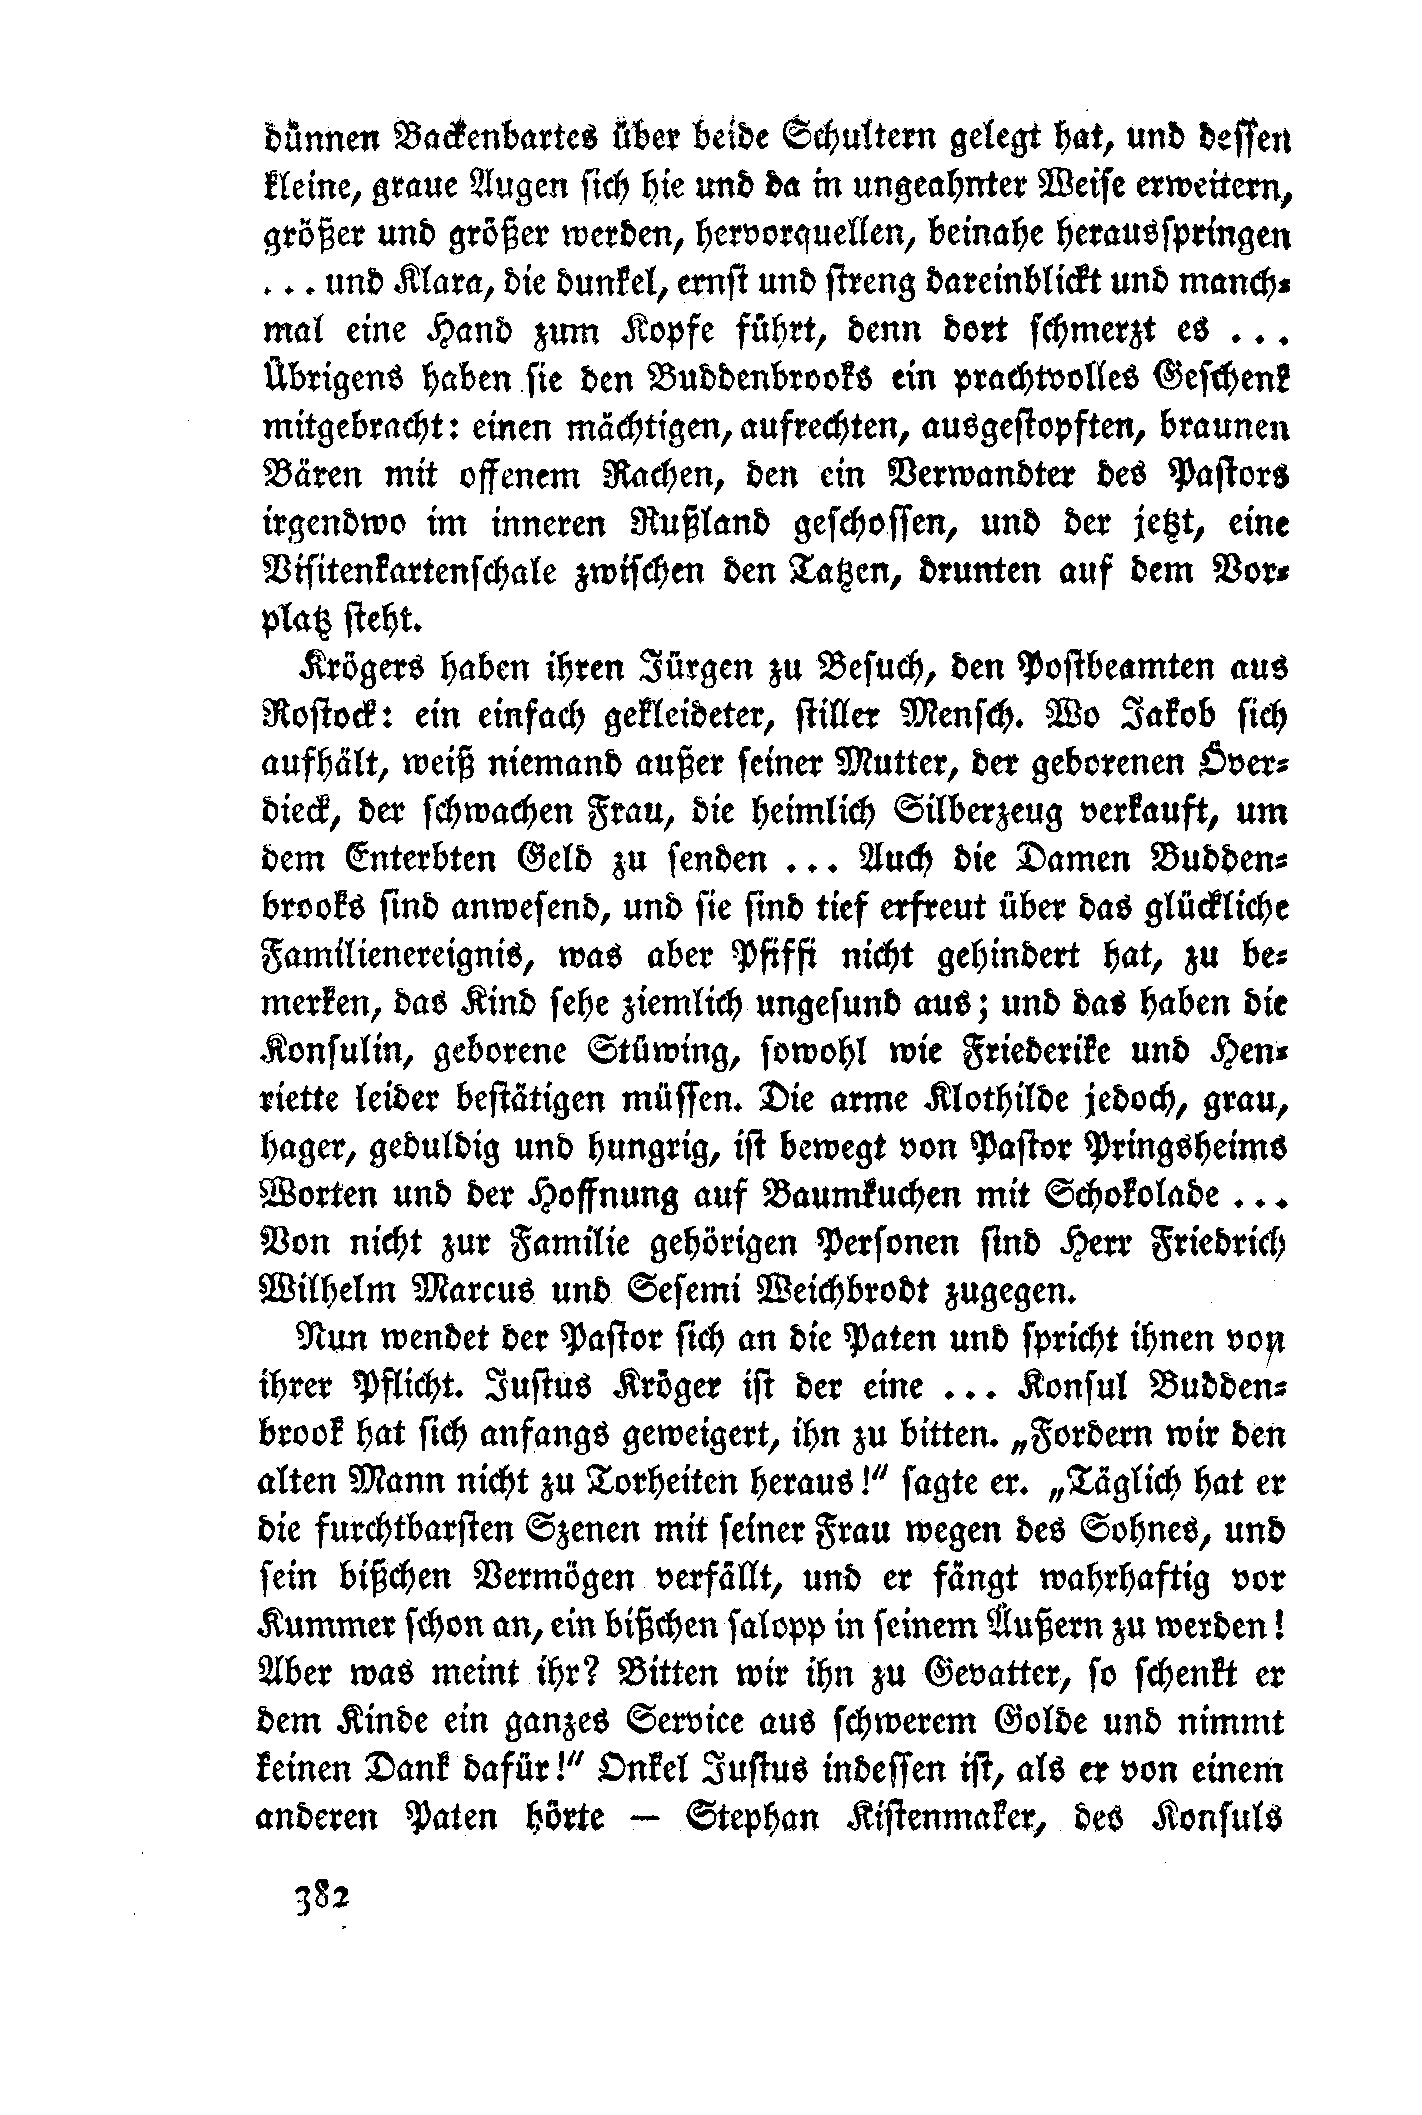 dünnen Backenbartes über beide Schultern gelegt hat, und dessen
kleine, graue Augen sich hie und da in ungeahnter Weise erweitern,
größer und größer werden, hervorquellen, beinahe herausspringen
... und Klara, die dunkel, ernst und streng dareinblickt und manch-
mal eine Hand zum Kopfe führt, denn dort schmerzt es ...
Übrigens haben sie den Buddenbrooks ein prachtvolles Geschenk
mitgebracht: einen mächtigen, aufrechten, ausgestopften, braunen
Bären mit offenem Rachen, den ein Verwandter des Pastors
irgendwo im inneren Rußland geschossen, und der jetzt, eine
Visitenkartenschale zwischen den Tatzen, drunten auf dem Vor-
platz steht.
Krögers haben ihren Jürgen zu Besuch, den Postbeamten aus
Rostock: ein einfach gekleideter, stiller Mensch. Wo Jakob sich
aufhält, weiß niemand außer seiner Mutter, der geborenen Över-
dieck, der schwachen Frau, die heimlich Silberzeug verkauft, um
dem Enterbten Geld zu senden ... Auch die Damen Budden-
brooks sind anwesend, und sie sind tief erfreut über das glückliche
Familienereignis, was aber Pfiffi nicht gehindert hat, zu be-
merken, das Kind sehe ziemlich ungesund aus; und das haben die
Konsulin, geborene Stüwing, sowohl wie Friederike und Hen-
riette leider bestätigen müssen. Die arme Klothilde jedoch, grau,
hager, geduldig und hungrig, ist bewegt von Pastor Pringsheims
Worten und der Hoffnung auf Baumkuchen mit Schokolade ...
Von nicht zur Familie gehörigen Personen sind Herr Friedrich
Wilhelm Marcus und Sesemi Weichbrodt zugegen.
Nun wendet der Pastor sich an die Paten und spricht ihnen von
ihrer Pflicht. Justus Kröger ist der eine ... Konsul Budden-
brook hat sich anfangs geweigert, ihn zu bitten. „Fordern wir den
alten Mann nicht zu Torheiten heraus!“ sagte er. „Täglich hat er
die furchtbarsten Szenen mit seiner Frau wegen des Sohnes, und
sein bißchen Vermögen verfällt, und er fängt wahrhaftig vor
Kummer schon an, ein bißchen salopp in seinem Äußern zu werden!
Aber was meint ihr? Bitten wir ihn zu Gevatter, so schenkt er
dem Kinde ein ganzes Service aus schwerem Golde und nimmt
keinen Dank dafür!“ Onkel Justus indessen ist, als er von einem
anderen Paten hörte — Stephan Kistenmaker, des Konsuls
382